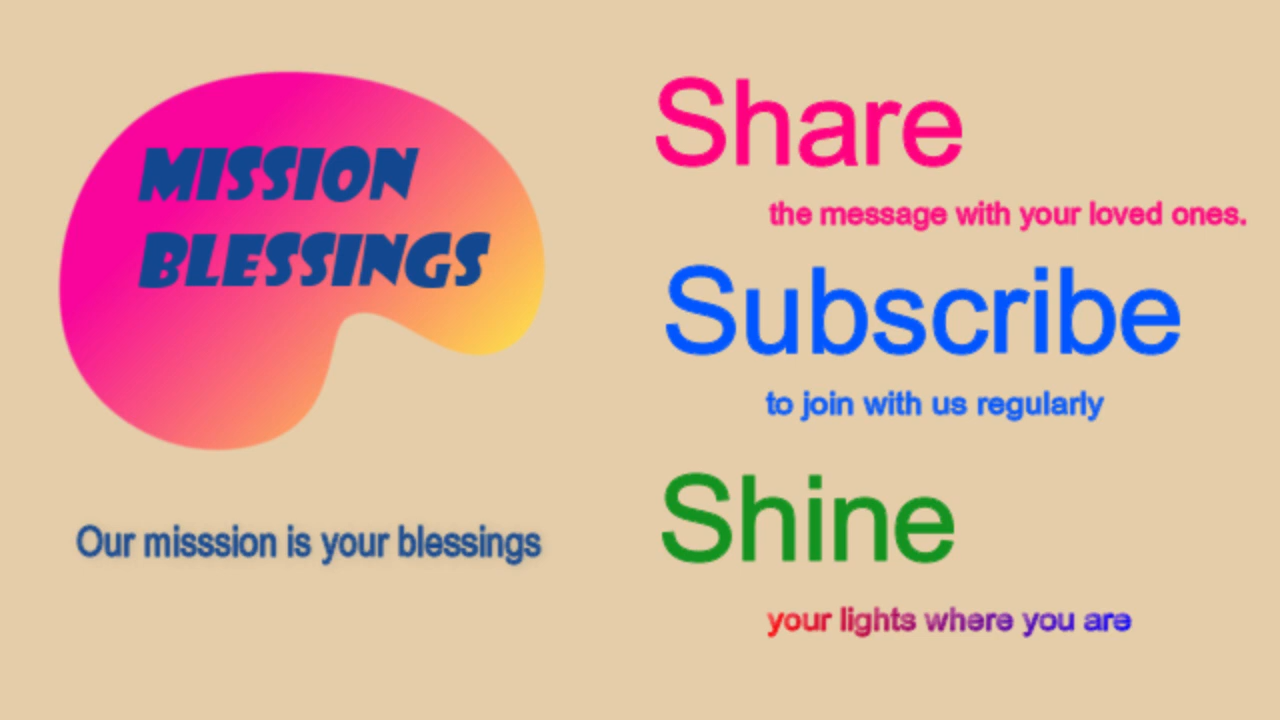 MISSION
BLESSINGS
Our misssion is your blessings
Share
the message with your loved ones.
Subscribe
to join with us regularly
Shine
your lights where you are